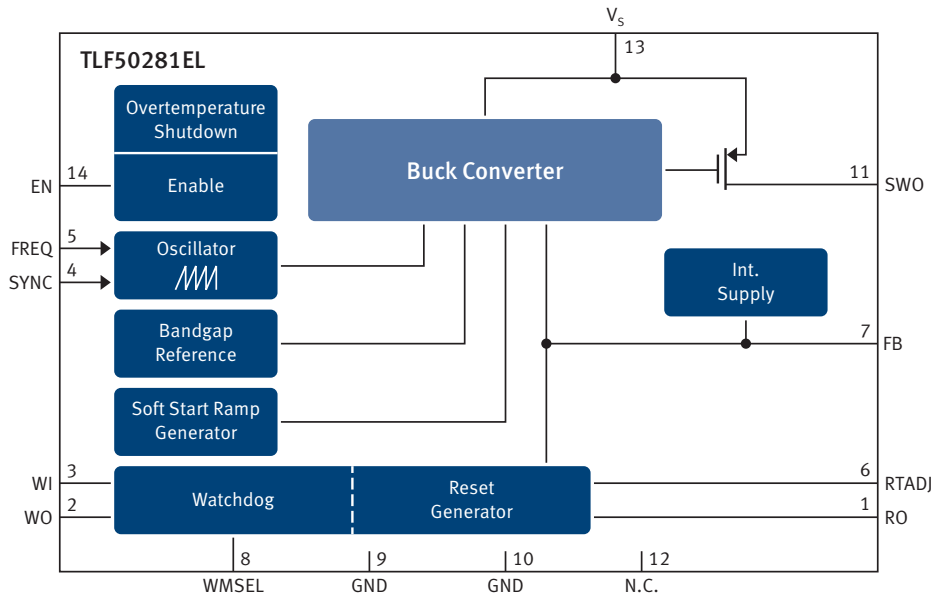 V_S
13
TLF50281EL
Overtemperature
Shutdown
Enable
14
EN
Buck Converter
11
SWO
5
FREQ
4
SYNC
Oscillator
Int.
Supply
Bandgap
Reference
7
FB
Soft Start Ramp
Generator
3
WI
2
WO
Watchdog
Reset
Generator
6
RTADJ
1
RO
8
9
10
12
WMSEL
GND
GND
N.C.